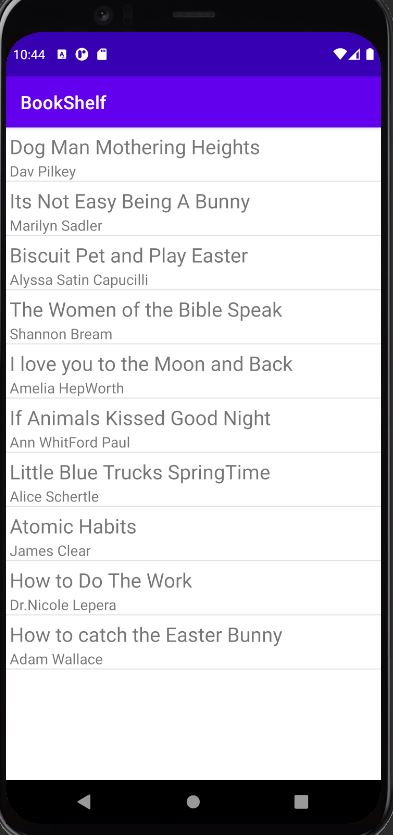 10:44
BookShelf
Dog Man Mothering Heights
Dav Pilkey
Its Not Easy Being A Bunny
Marilyn Sadler
Biscuit Pet and Play Easter
Alyssa Satin Capucilli
The Women of the Bible Speak
Shannon Bream
I love you to the Moon and Back
Amelia HepWorth
If Animals Kissed Good Night
Ann WhitFord Paul
Little Blue Trucks SpringTime
Alice Schertle
Atomic Habits
James Clear
How to Do The Work
Dr.Nicole Lepera
How to catch the Easter Bunny
Adam Wallace